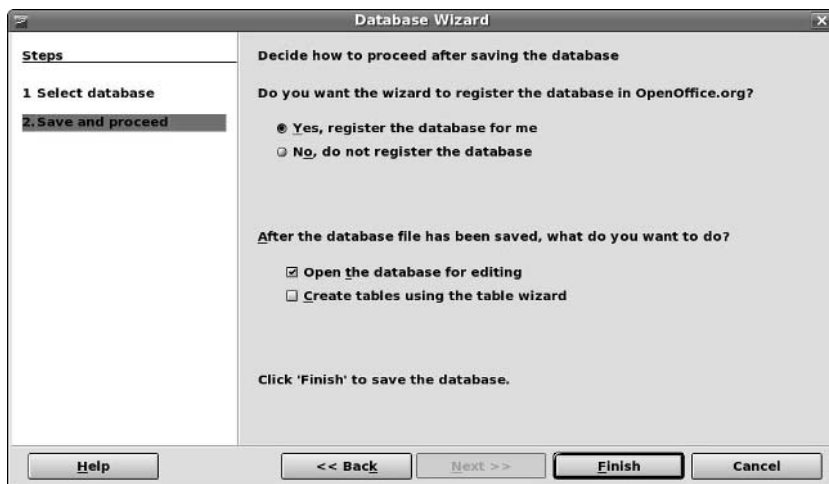 Database Wizard
Steps
1 Select database
2.Save and proceed
Decide how to proceed after saving the database
Do you want the wizard to register the database in OpenOffice.org?
Yes, register the database for me
No, do not register the database
After the database file has been saved, what do you want to do?
Open the database for editing
Create tables using the table wizard
Click 'Finish' to save the database.
Help
<< Back
Next >>
Finish
Cancel